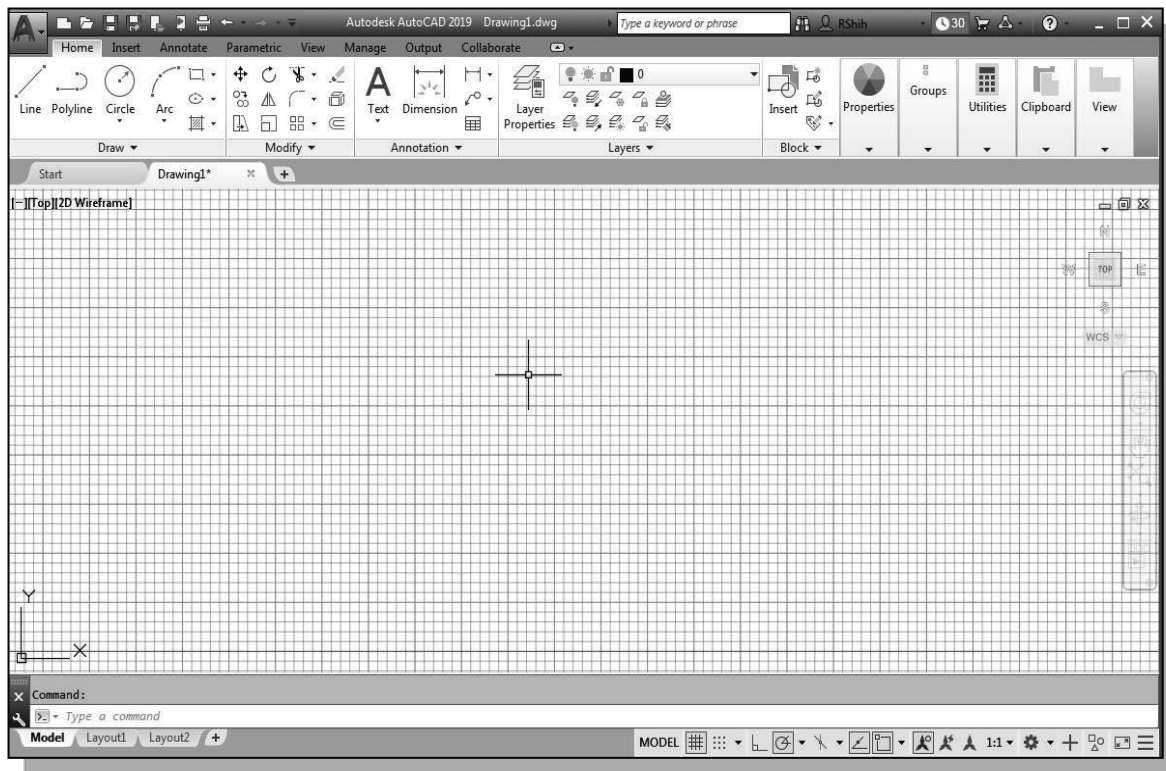 A Autodesk AutoCAD 2019 Drawing1.dwg Type a keyword or phrase RShih 30 ?
Home Insert Annotate Parametric View Manage Output Collaborate
Line Polyline Circle Arc Text Dimension Layer Properties 0 Insert Properties Groups Utilities Clipboard View
Draw Modify Annotation Layers Block
Start Drawing1* +
[−][Top][2D Wireframe]
N
W TOP E
S
WCS
Y
X
Command:
Type a command
Model Layout1 Layout2 + MODEL 1:1